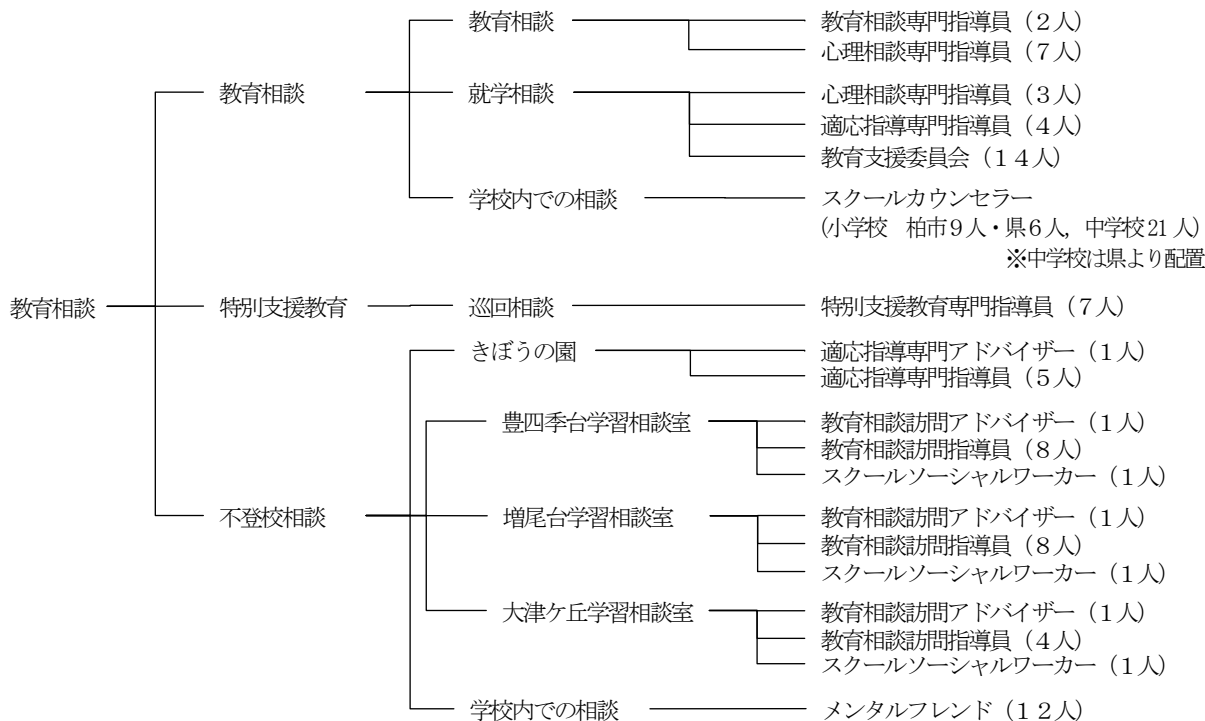 教育相談
教育相談
教育相談
教育相談専門指導員（２人）
心理相談専門指導員（７人）
就学相談
心理相談専門指導員（３人）
適応指導専門指導員（４人）
教育支援委員会（１４人）
学校内での相談
スクールカウンセラー
(小学校　柏市９人・県６人，中学校21人)
※中学校は県より配置
特別支援教育
巡回相談
特別支援教育専門指導員（７人）
不登校相談
きぼうの園
適応指導専門アドバイザー（１人）
適応指導専門指導員（５人）
豊四季台学習相談室
教育相談訪問アドバイザー（１人）
教育相談訪問指導員（８人）
スクールソーシャルワーカー（１人）
増尾台学習相談室
教育相談訪問アドバイザー（１人）
教育相談訪問指導員（８人）
スクールソーシャルワーカー（１人）
大津ケ丘学習相談室
教育相談訪問アドバイザー（１人）
教育相談訪問指導員（４人）
スクールソーシャルワーカー（１人）
学校内での相談
メンタルフレンド（１２人）